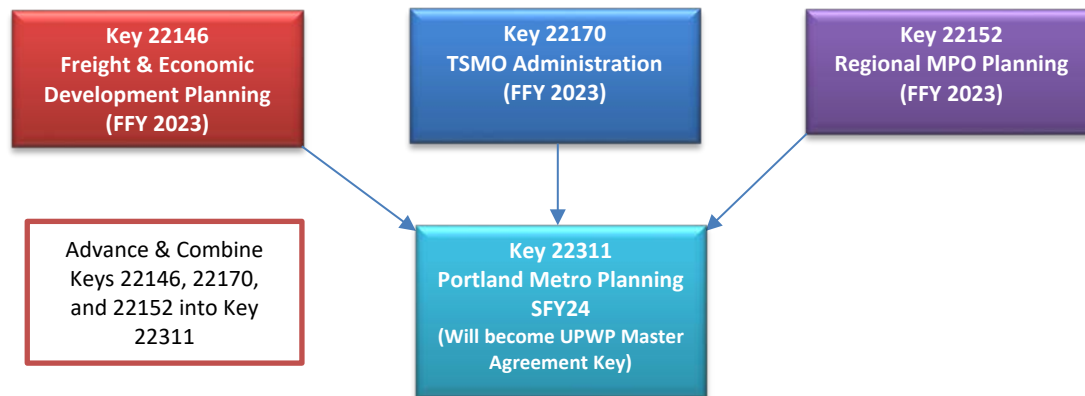 Key 22146
Freight & Economic
Development Planning
(FFY 2023)
Key 22170
TSMO Administration
(FFY 2023)
Key 22152
Regional MPO Planning
(FFY 2023)
Advance & Combine
Keys 22146, 22170,
and 22152 into Key
22311
Key 22311
Portland Metro Planning
SFY24
(Will become UPWP Master
Agreement Key)